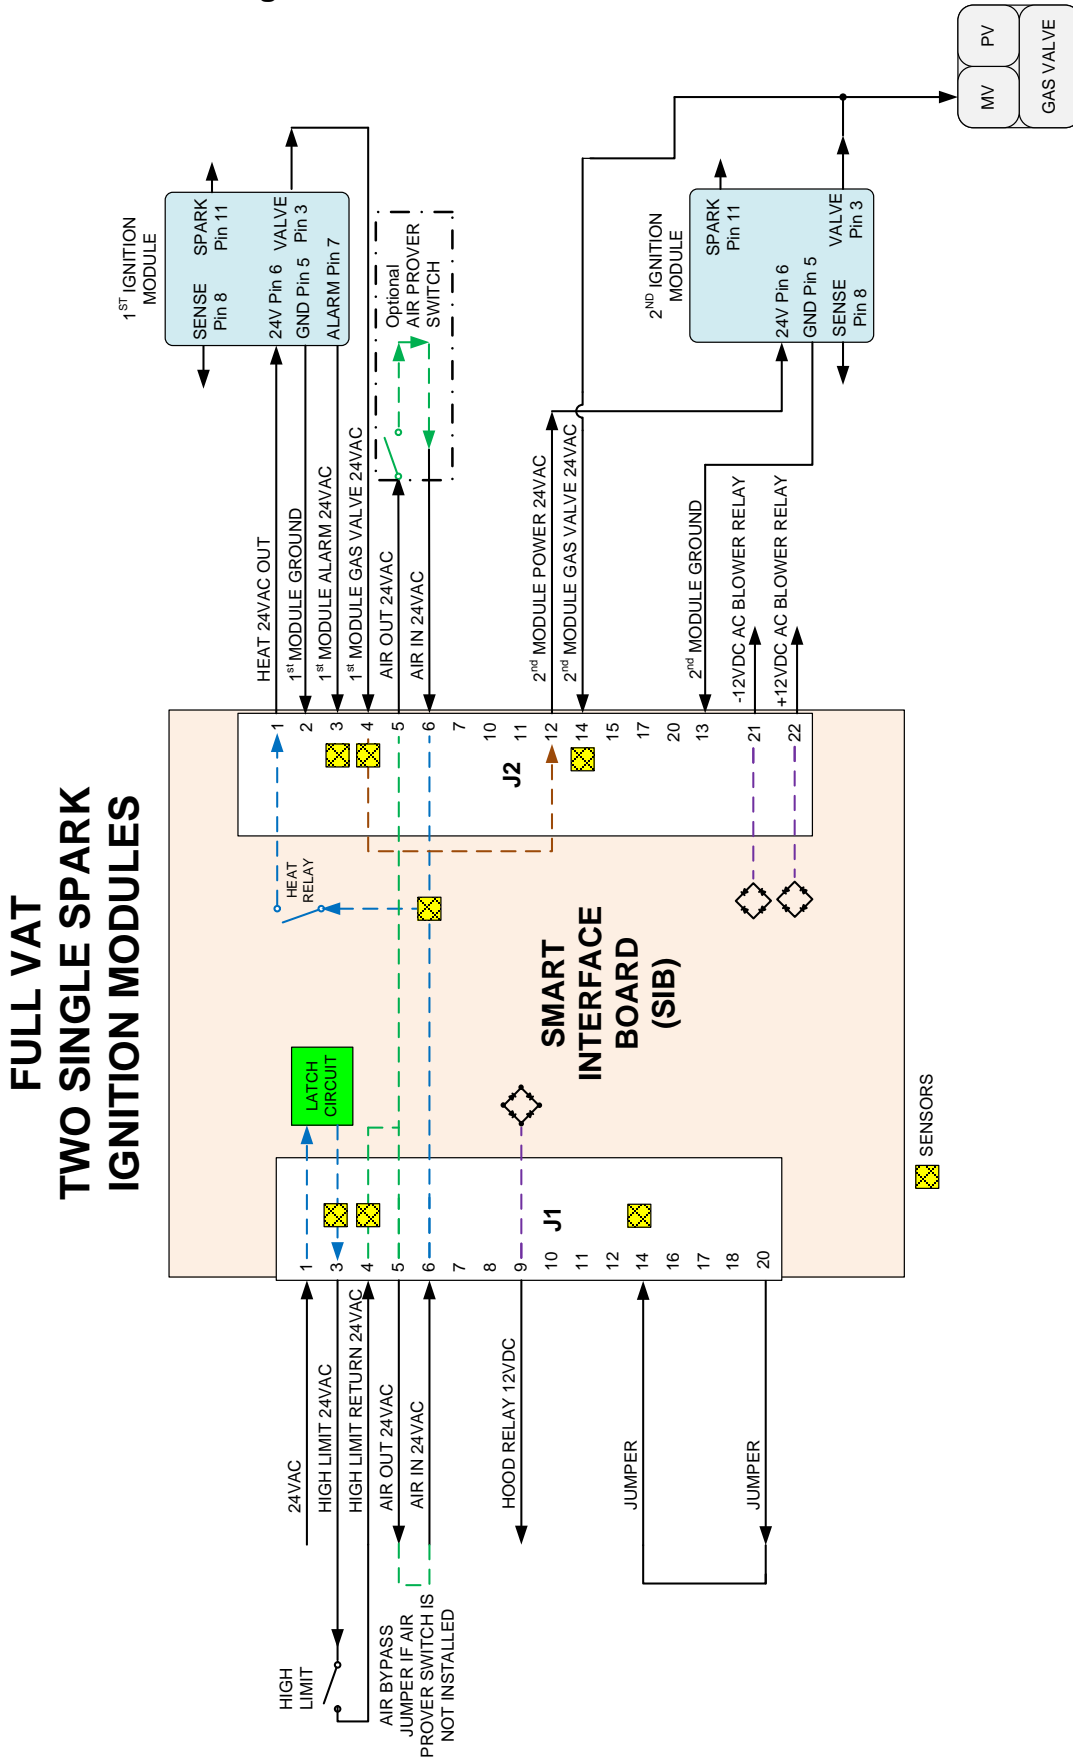 FULL VAT
TWO SINGLE SPARK
IGNITION MODULES
HIGH
LIMIT
24VAC
HIGH LIMIT 24VAC
HIGH LIMIT RETURN 24VAC
AIR OUT 24VAC
AIR IN 24VAC
AIR BYPASS
JUMPER IF AIR
PROVER SWITCH IS
NOT INSTALLED
HOOD RELAY 12VDC
JUMPER
JUMPER
J1
1
3
4
5
6
7
8
9
10
11
12
14
16
17
18
20
LATCH
CIRCUIT
HEAT
RELAY
SMART
INTERFACE
BOARD
(SIB)
SENSORS
J2
1
2
3
4
5
6
7
10
11
12
14
15
17
20
13
21
22
HEAT 24VAC OUT
1st MODULE GROUND
1st MODULE ALARM 24VAC
1st MODULE GAS VALVE 24VAC
AIR OUT 24VAC
AIR IN 24VAC
2nd MODULE POWER 24VAC
2nd MODULE GAS VALVE 24VAC
2nd MODULE GROUND
-12VDC AC BLOWER RELAY
+12VDC AC BLOWER RELAY
1ST IGNITION
MODULE
SENSE
Pin 8
SPARK
Pin 11
24V Pin 6
GND Pin 5
ALARM Pin 7
VALVE
Pin 3
Optional
AIR PROVER
SWITCH
2ND IGNITION
MODULE
SPARK
Pin 11
24V Pin 6
GND Pin 5
SENSE
Pin 8
VALVE
Pin 3
MV
PV
GAS VALVE